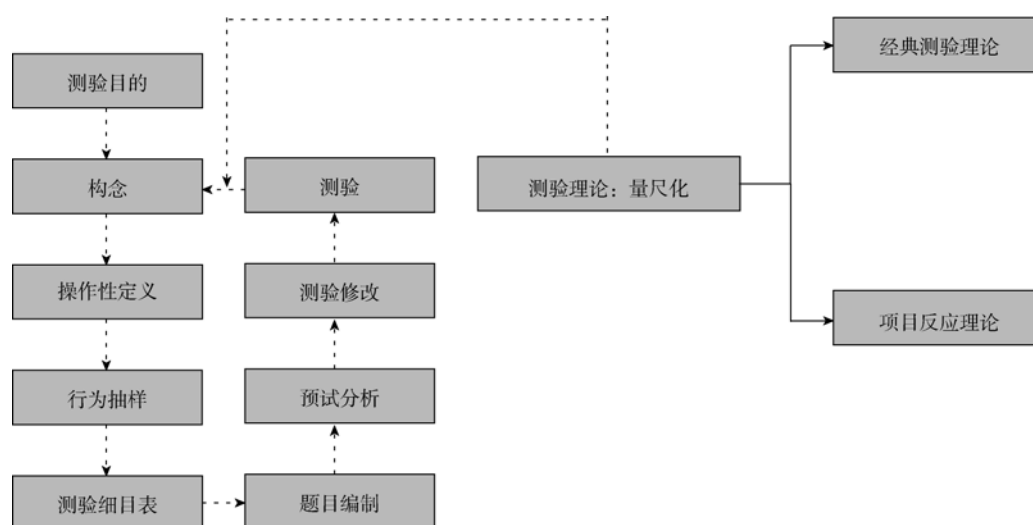 测验目的
构念
操作性定义
行为抽样
测验细目表
测验
测验修改
预试分析
题目编制
测验理论：量尺化
经典测验理论
项目反应理论